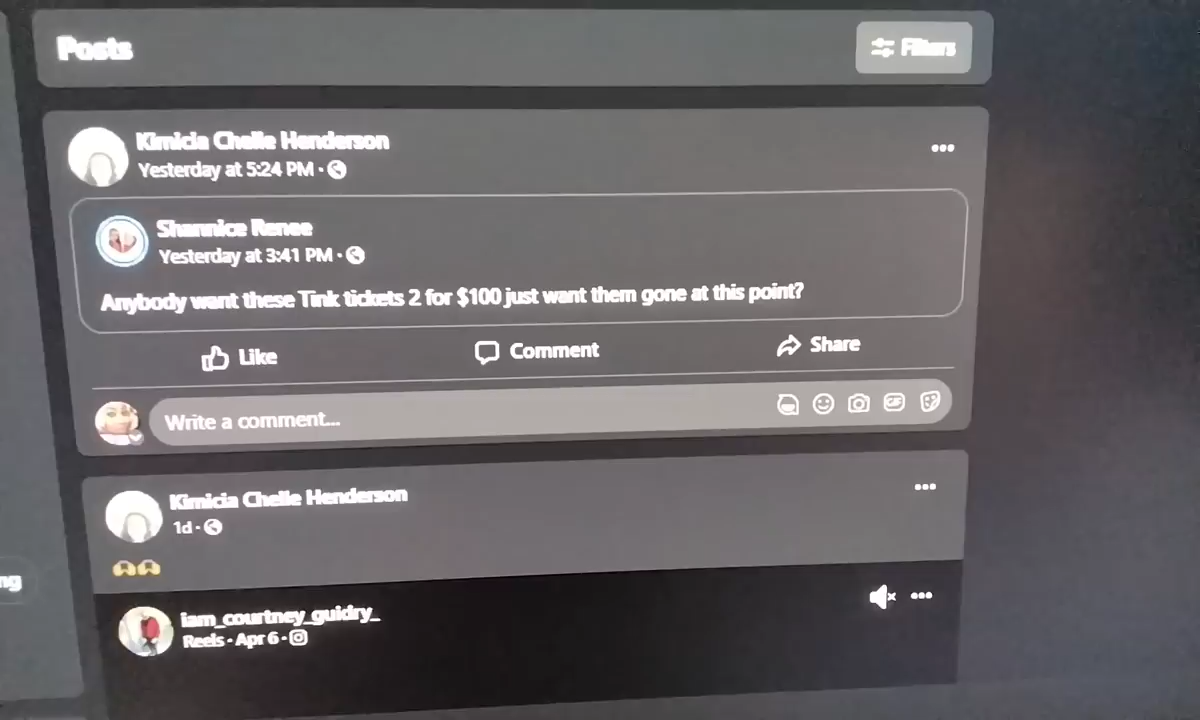 Posts
Filters
Kimicia Chelle Henderson
Yesterday at 5:24 PM ·
Shannice Renee
Yesterday at 3:41 PM ·
Anybody want these Tink tickets 2 for $100 just want them gone at this point?
Like
Comment
Share
Write a comment...
GIF
Kimicia Chelle Henderson
1d ·
ng
iam_courtney_guidry_
Reels · Apr 6 ·